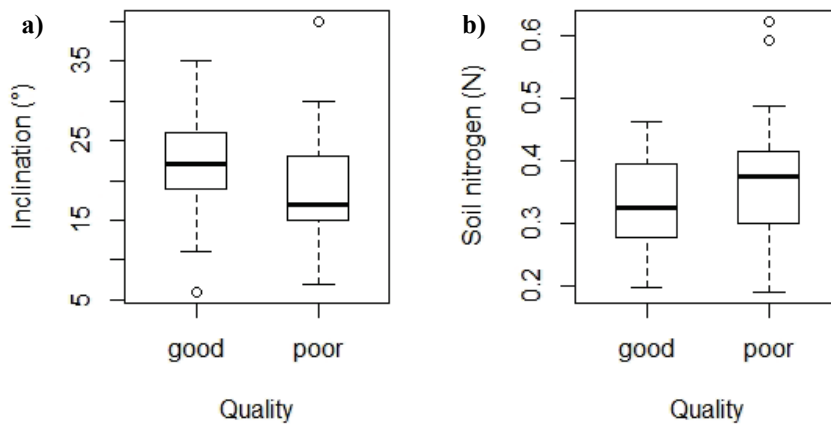 a)
Inclination (°)
35
25
15
5
good
poor
Quality
b)
Soil nitrogen (N)
0.6
0.5
0.4
0.3
0.2
good
poor
Quality